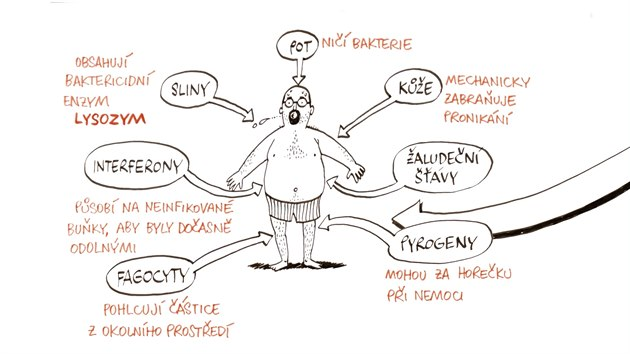 POT
NIČÍ BAKTERIE
OBSAHUJÍ
BAKTERICIDNÍ
ENZYM
LYSOZYM
SLINY
KŮŽE
MECHANICKY
ZABRAŇUJE
PRONIKÁNÍ
INTERFERONY
PŮSOBÍ NA NEINFIKOVANÉ
BUŇKY, ABY BYLY DOČASNĚ
ODOLNÝMI
ŽALUDEČNÍ
ŠŤÁVY
PYROGENY
MOHOU ZA HOREČKU
PŘI NEMOCI
FAGOCYTY
POHLCUJÍ ČÁSTICE
Z OKOLNÍHO PROSTŘEDÍ